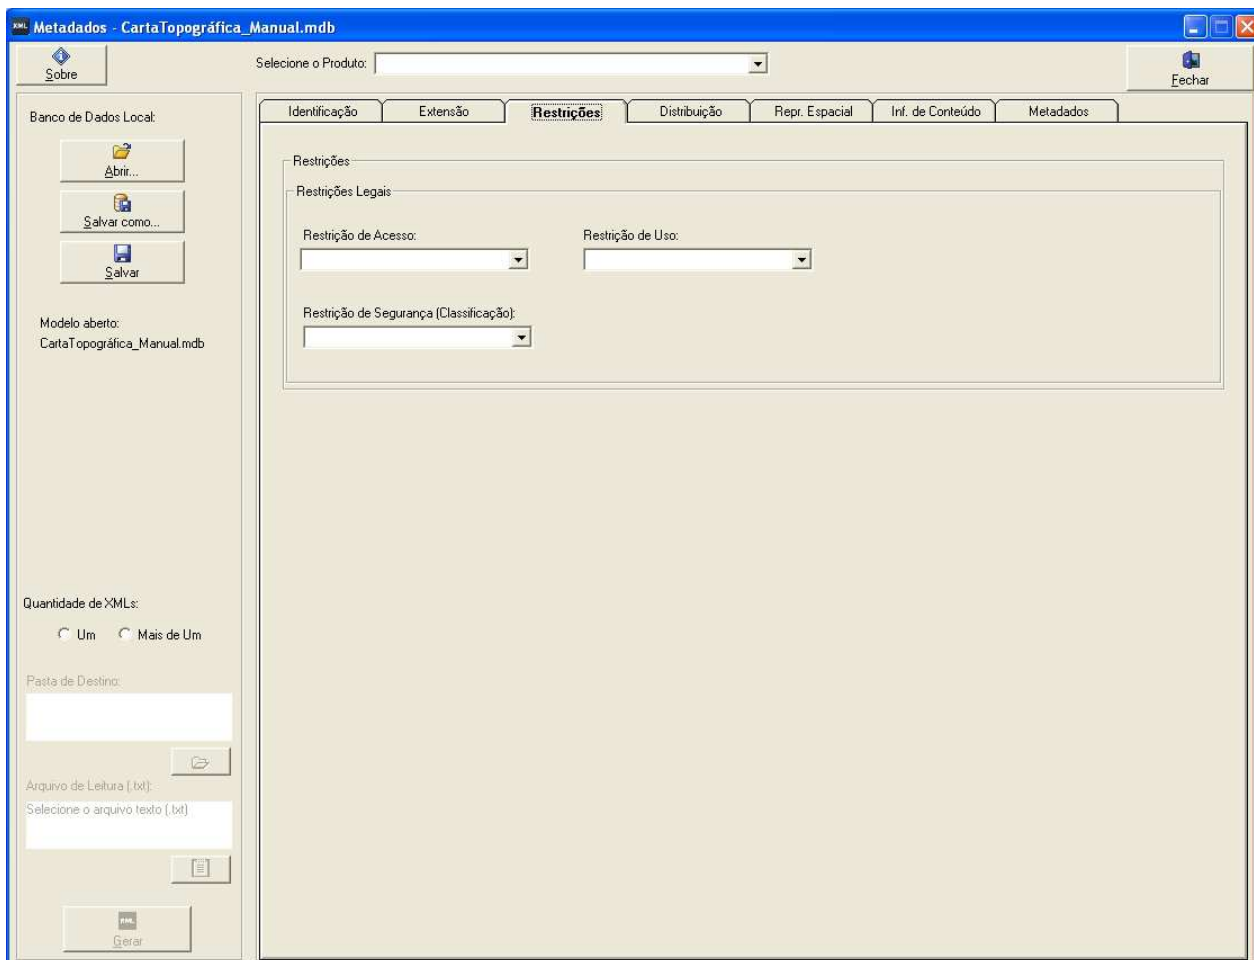 XML Metadados - CartaTopográfica_Manual.mdb
Sobre
Selecione o Produto:
Fechar
Banco de Dados Local:
Abrir...
Salvar como...
Salvar
Modelo aberto:
CartaTopográfica_Manual.mdb
Quantidade de XMLs:
Um Mais de Um
Pasta de Destino:
Arquivo de Leitura (.txt):
Selecione o arquivo texto (.txt)
XML
Gerar
Identificação Extensão Restrições Distribuição Repr. Espacial Inf. de Conteúdo Metadados
Restrições
Restrições Legais
Restrição de Acesso: Restrição de Uso:
Restrição de Segurança (Classificação):